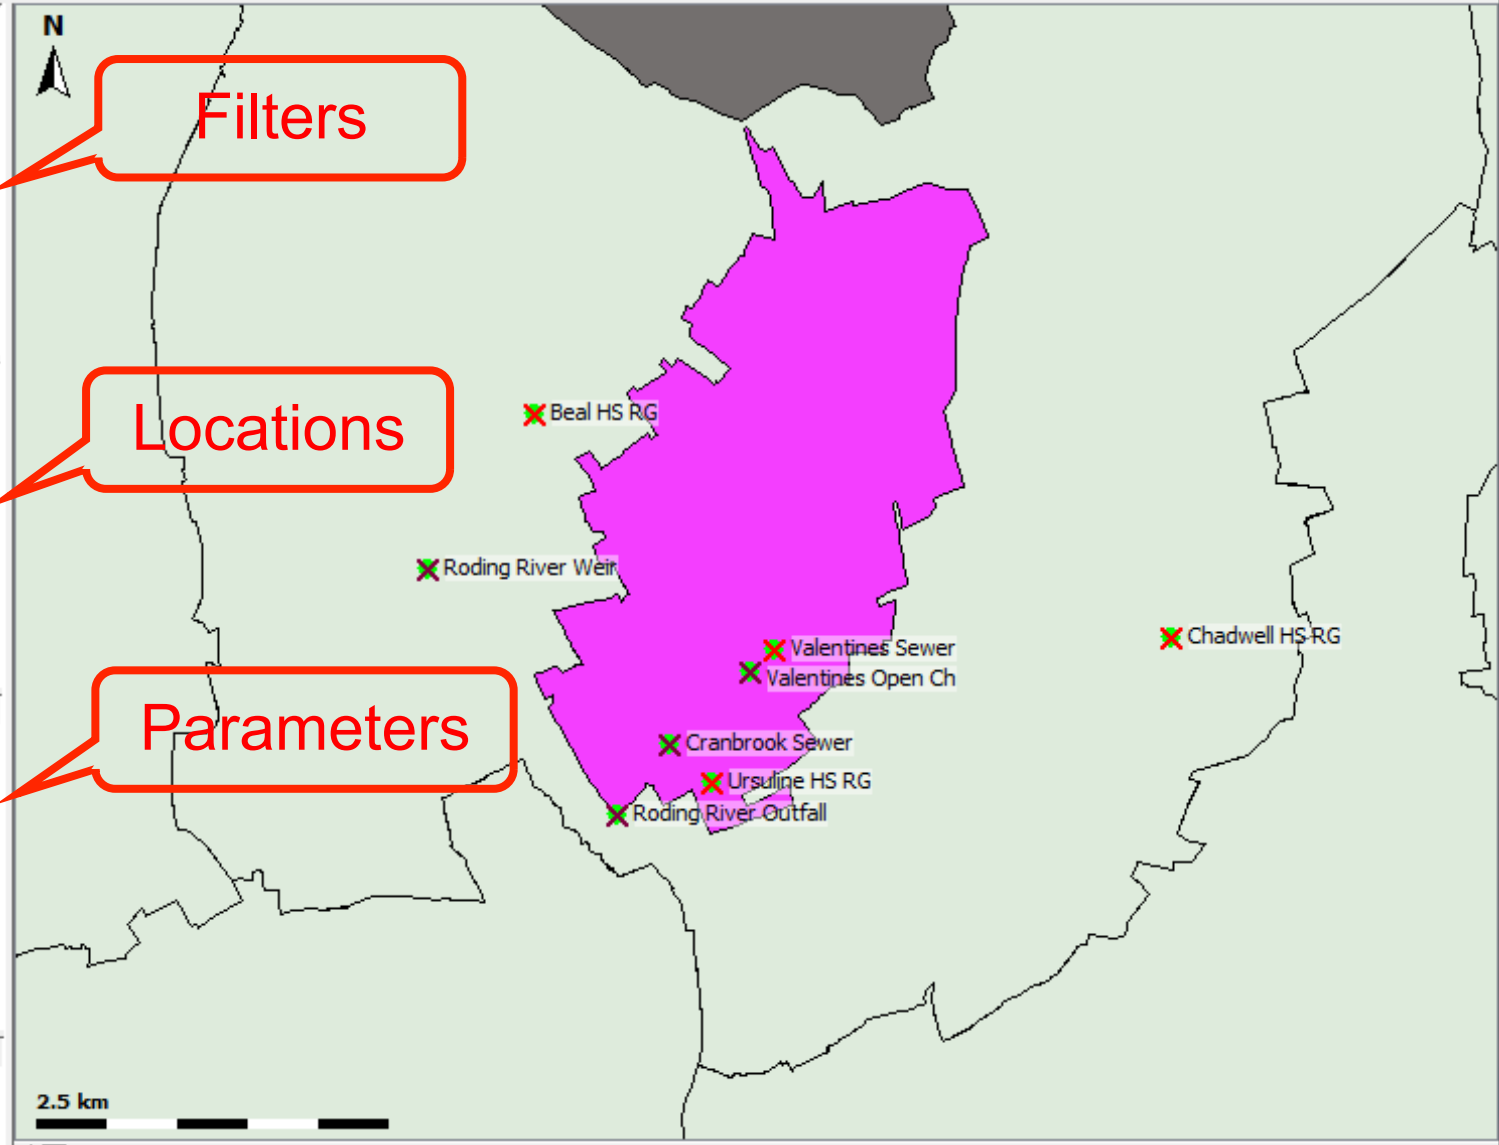 N
Filters
Locations
Beal HS RG
Roding River Weir
Chadwell HS RG
Valentines Sewer
Valentines Open Ch
Parameters
Cranbrook Sewer
Ursuline HS RG
Roding River Outfall
2.5 km